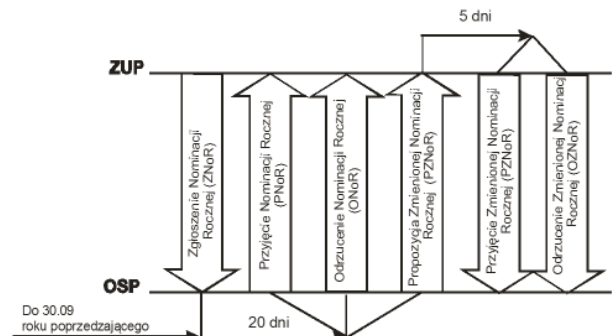 5 dni
ZUP
Zgłoszenie Nominacji
Rocznej (ZNoR)
Przyjęcie Nominacji Rocznej
(PNoR)
Odrzucenie Nominacji Rocznej
(ONoR)
Propozycja Zmienionej Nominacji
Rocznej (PZNoR)
Przyjęcie Zmienionej Nominacji
Rocznej (PZNoR)
Odrzucenie Zmienionej Nominacji
Rocznej (OZNoR)
OSP
Do 30.09
roku poprzedzającego
20 dni